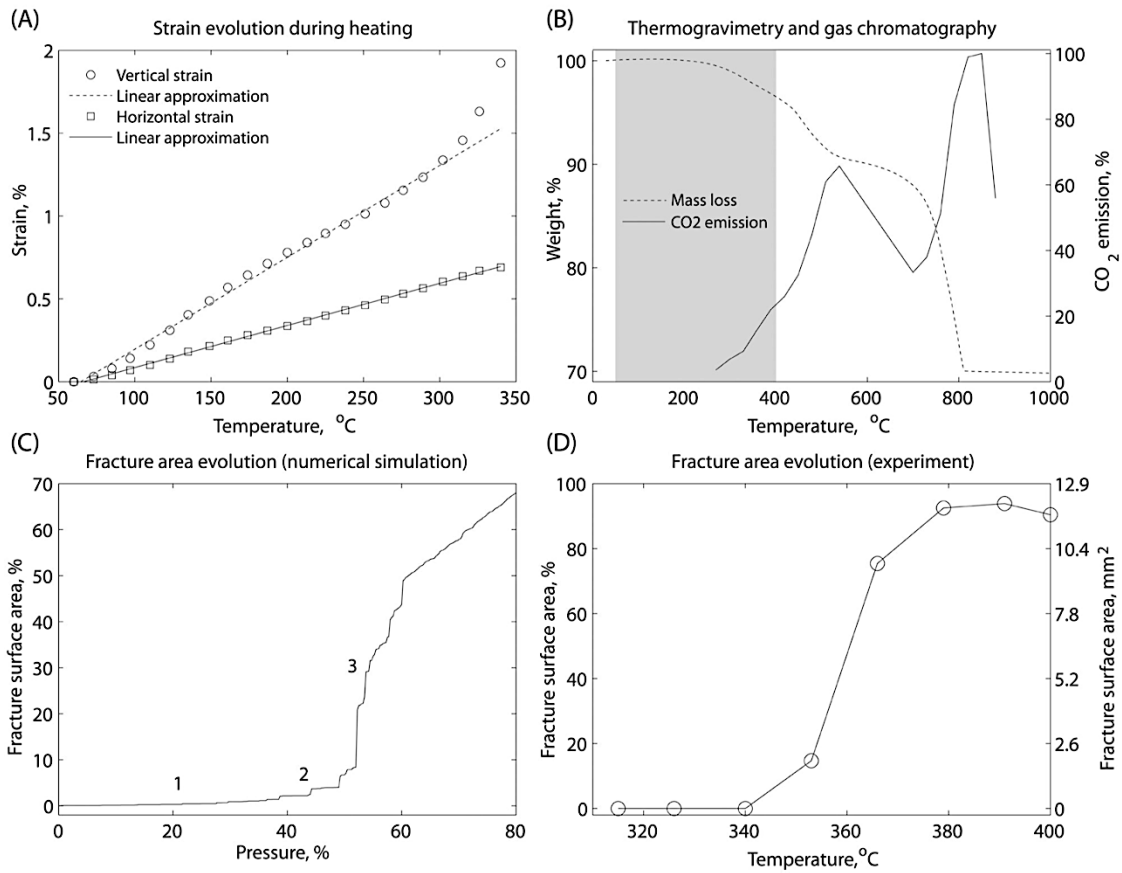 (A)
Strain evolution during heating
2
1.5
1
0.5
0
Strain, %
Vertical strain
Linear approximation
Horizontal strain
Linear approximation
50
100
150
200
250
300
350
Temperature, °C
(B)
Thermogravimetry and gas chromatography
100
90
80
70
Weight, %
Mass loss
CO2 emission
100
80
60
40
20
0
CO2 emission, %
0
200
400
600
800
1000
Temperature, °C
(C)
Fracture area evolution (numerical simulation)
70
60
50
40
30
20
10
0
Fracture surface area, %
1
2
3
0
20
40
60
80
Pressure, %
(D)
Fracture area evolution (experiment)
100
80
60
40
20
0
Fracture surface area, %
12.9
10.4
7.8
5.2
2.6
0
Fracture surface area, mm2
320
340
360
380
400
Temperature,°C